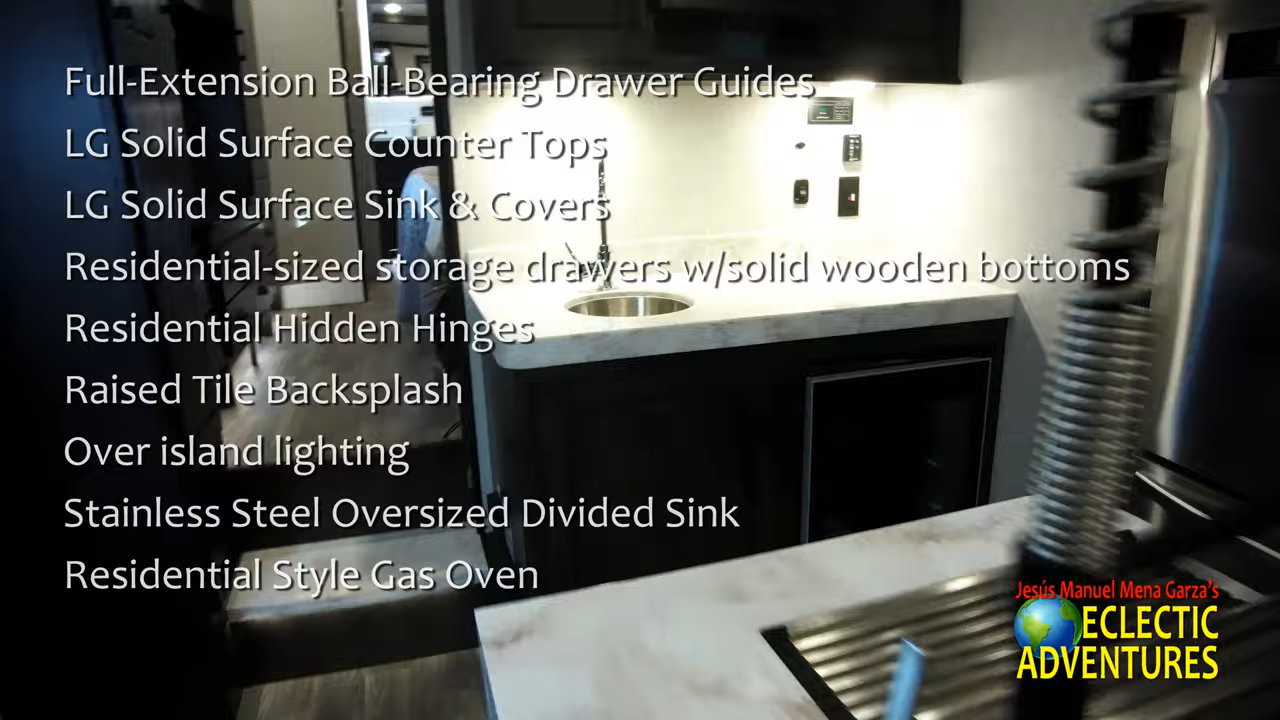 Full-Extension Ball-Bearing Drawer Guides
LG Solid Surface Counter Tops
LG Solid Surface Sink & Covers
Residential-sized storage drawers w/solid wooden bottoms
Residential Hidden Hinges
Raised Tile Backsplash
Over island lighting
Stainless Steel Oversized Divided Sink
Residential Style Gas Oven
Jesús Manuel Mena Garza's
ECLECTIC
ADVENTURES